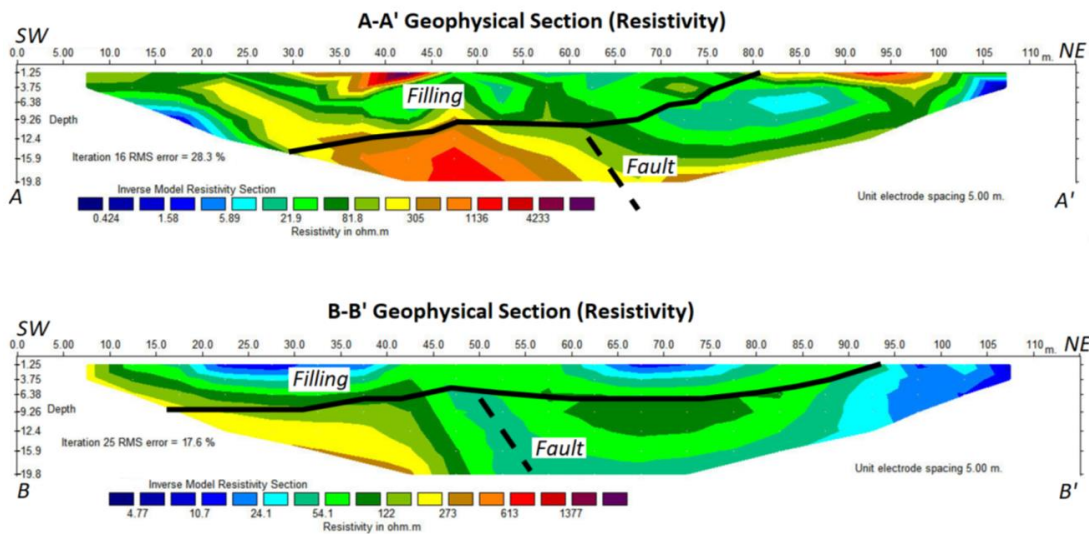 A-A' Geophysical Section (Resistivity)
SW
NE
0.0 5.00 10.0 15.0 20.0 25.0 30.0 35.0 40.0 45.0 50.0 55.0 60.0 65.0 70.0 75.0 80.0 85.0 90.0 95.0 100 105. 110 m.
1.25
3.75
6.38
9.26 Depth
12.4
15.9
19.8
Filling
Fault
Iteration 16 RMS error = 28.3 %
A
A'
Inverse Model Resistivity Section
Unit electrode spacing 5.00 m.
0.424 1.58 5.89 21.9 81.8 305 1136 4233
Resistivity in ohm.m
B-B' Geophysical Section (Resistivity)
SW
NE
0.0 5.00 10.0 15.0 20.0 25.0 30.0 35.0 40.0 45.0 50.0 55.0 60.0 65.0 70.0 75.0 80.0 85.0 90.0 95.0 100 105. 110 m.
1.25
3.75
6.38
9.26 Depth
12.4
15.9
19.8
Filling
Fault
Iteration 25 RMS error = 17.6 %
B
B'
Inverse Model Resistivity Section
Unit electrode spacing 5.00 m.
4.77 10.7 24.1 54.1 122 273 613 1377
Resistivity in ohm.m